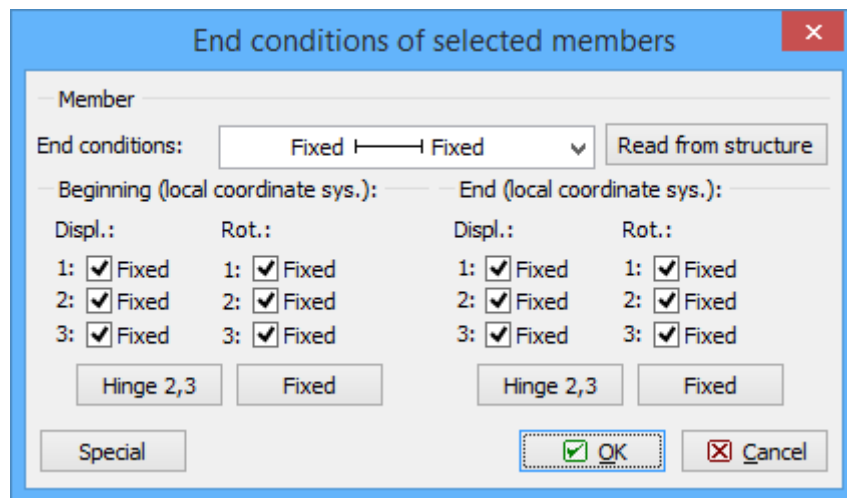 End conditions of selected members
Member
End conditions: Fixed Fixed Read from structure
Beginning (local coordinate sys.): End (local coordinate sys.):
Displ.: Rot.: Displ.: Rot.:
1: Fixed 1: Fixed 1: Fixed 1: Fixed
2: Fixed 2: Fixed 2: Fixed 2: Fixed
3: Fixed 3: Fixed 3: Fixed 3: Fixed
Hinge 2,3 Fixed Hinge 2,3 Fixed
Special OK Cancel